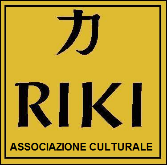 力
RIKI
ASSOCIAZIONE CULTURALE